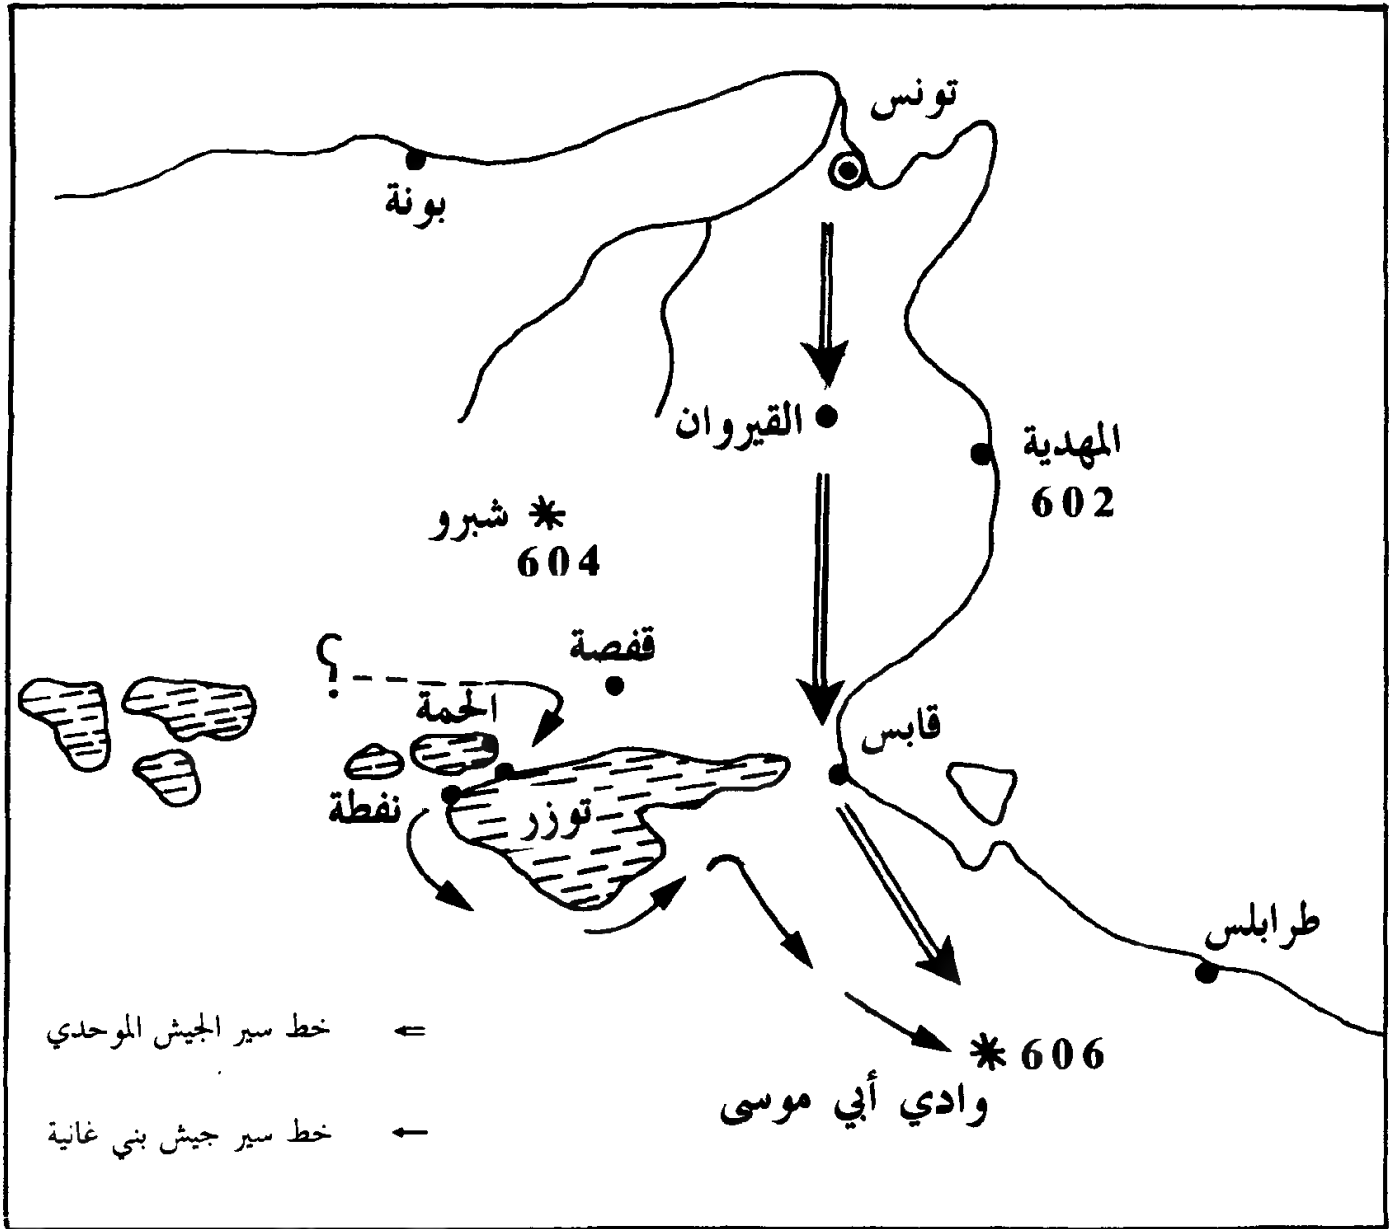 تونس
بونة
القيروان
المهدية
602
شبرو
604
قفصة
؟
الحمة
قابس
نفطة
توزر
طرابلس
606
وادي أبي موسى
خط سير الجيش الموحدي
خط سير جيش بني غانية